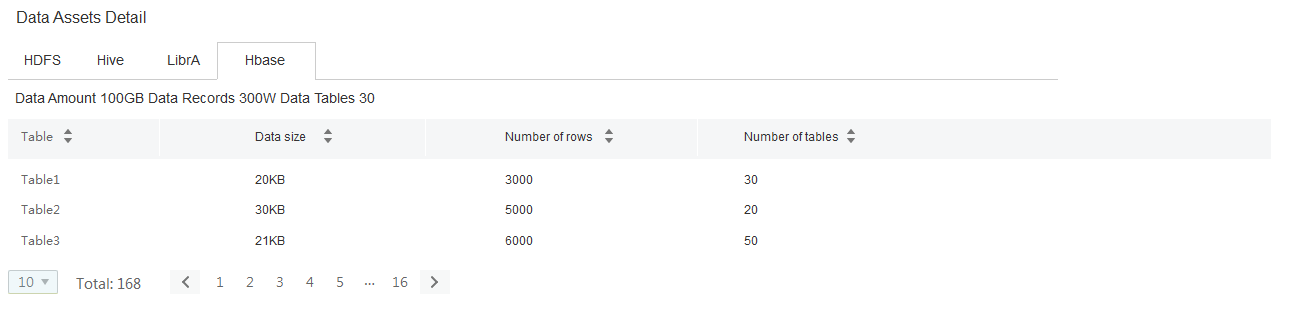 Data Assets Detail
HDFS Hive LibrA Hbase
Data Amount 100GB Data Records 300W Data Tables 30
Table Data size Number of rows Number of tables
Table1 20KB 3000 30
Table2 30KB 5000 20
Table3 21KB 6000 50
10 Total: 168 1 2 3 4 5 ... 16